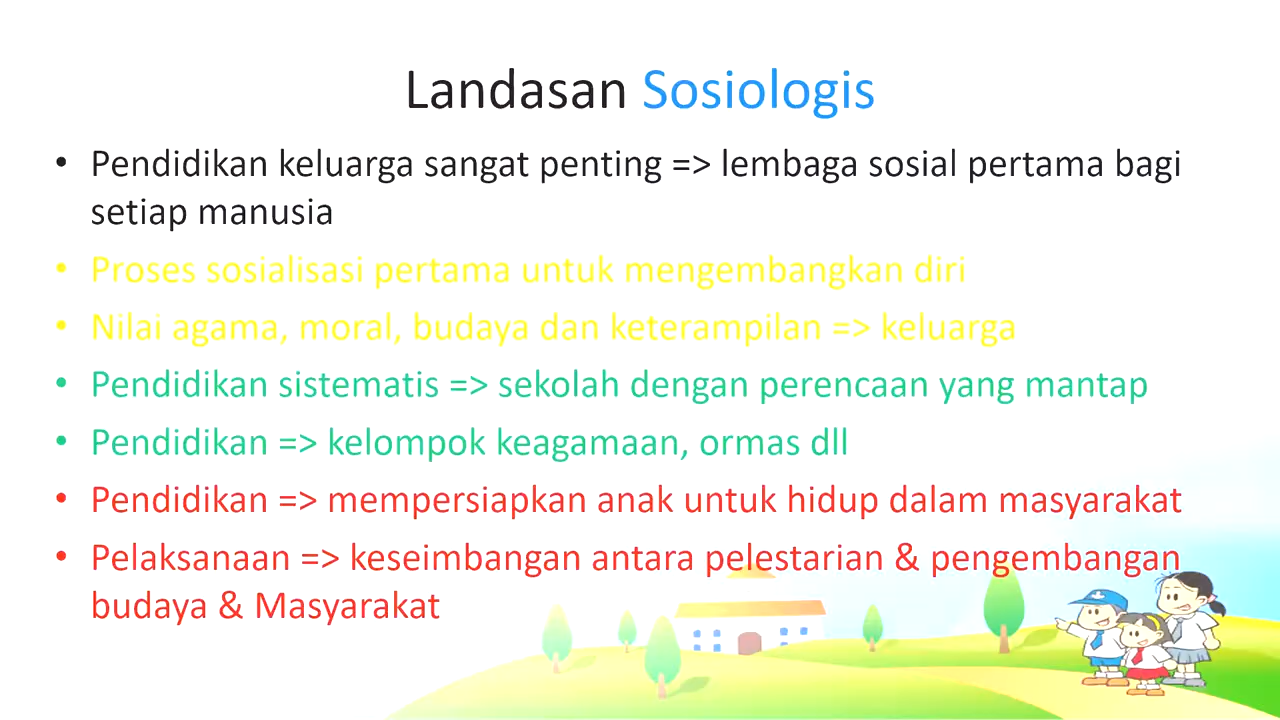 Landasan Sosiologis
• Pendidikan keluarga sangat penting => lembaga sosial pertama bagi
setiap manusia
• Proses sosialisasi pertama untuk mengembangkan diri
• Nilai agama, moral, budaya dan keterampilan => keluarga
• Pendidikan sistematis => sekolah dengan perencaan yang mantap
• Pendidikan => kelompok keagamaan, ormas dll
• Pendidikan => mempersiapkan anak untuk hidup dalam masyarakat
• Pelaksanaan => keseimbangan antara pelestarian & pengembangan
budaya & Masyarakat